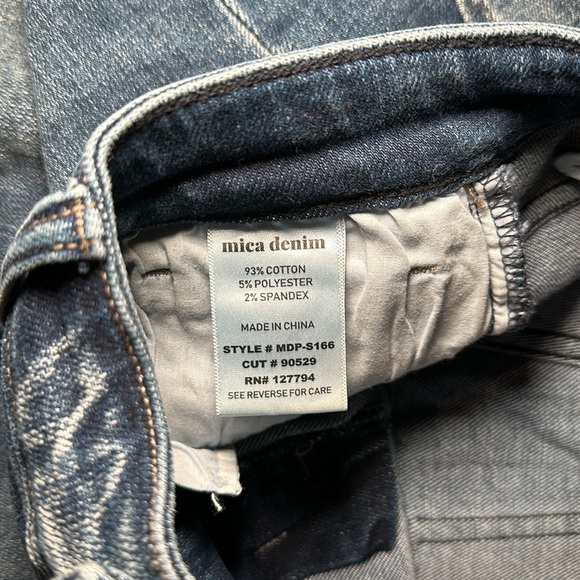 mica denim
93% COTTON
5% POLYESTER
2% SPANDEX
MADE IN CHINA
STYLE # MDP-S166
CUT # 90529
RN# 127794
SEE REVERSE FOR CARE